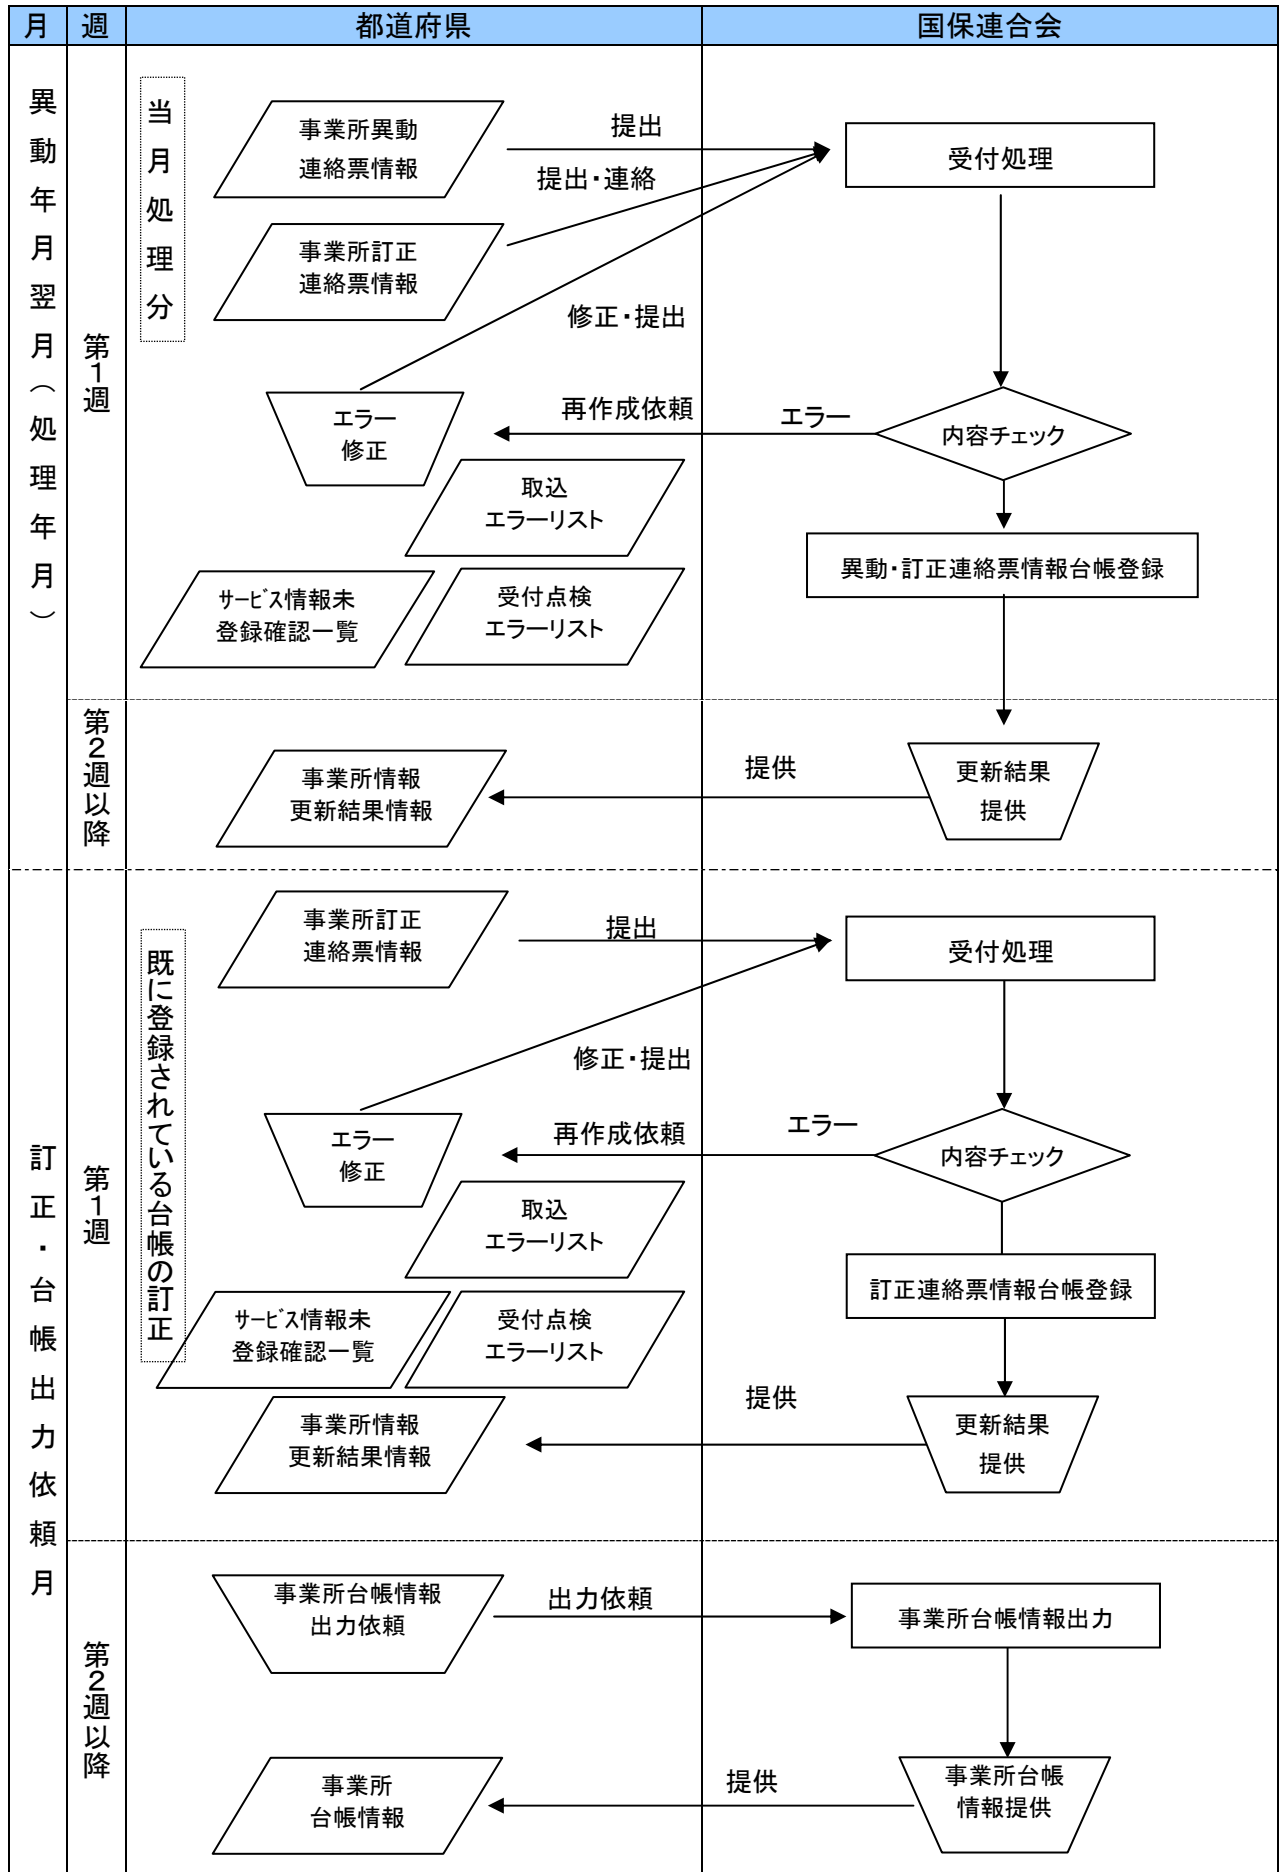 月
週
都道府県
国保連合会
異動年月翌月（処理年月）
第1週
当月処理分
事業所異動
連絡票情報
提出
受付処理
提出・連絡
事業所訂正
連絡票情報
修正・提出
エラー
修正
再作成依頼
エラー
内容チェック
取込
エラーリスト
異動・訂正連絡票情報台帳登録
サービス情報未
登録確認一覧
受付点検
エラーリスト
第2週以降
事業所情報
更新結果情報
提供
更新結果
提供
訂正・台帳出力依頼月
第1週
既に登録されている台帳の訂正
事業所訂正
連絡票情報
提出
受付処理
修正・提出
エラー
修正
再作成依頼
エラー
内容チェック
取込
エラーリスト
訂正連絡票情報台帳登録
サービス情報未
登録確認一覧
受付点検
エラーリスト
事業所情報
更新結果情報
提供
更新結果
提供
第2週以降
事業所台帳情報
出力依頼
出力依頼
事業所台帳情報出力
事業所
台帳情報
提供
事業所台帳
情報提供